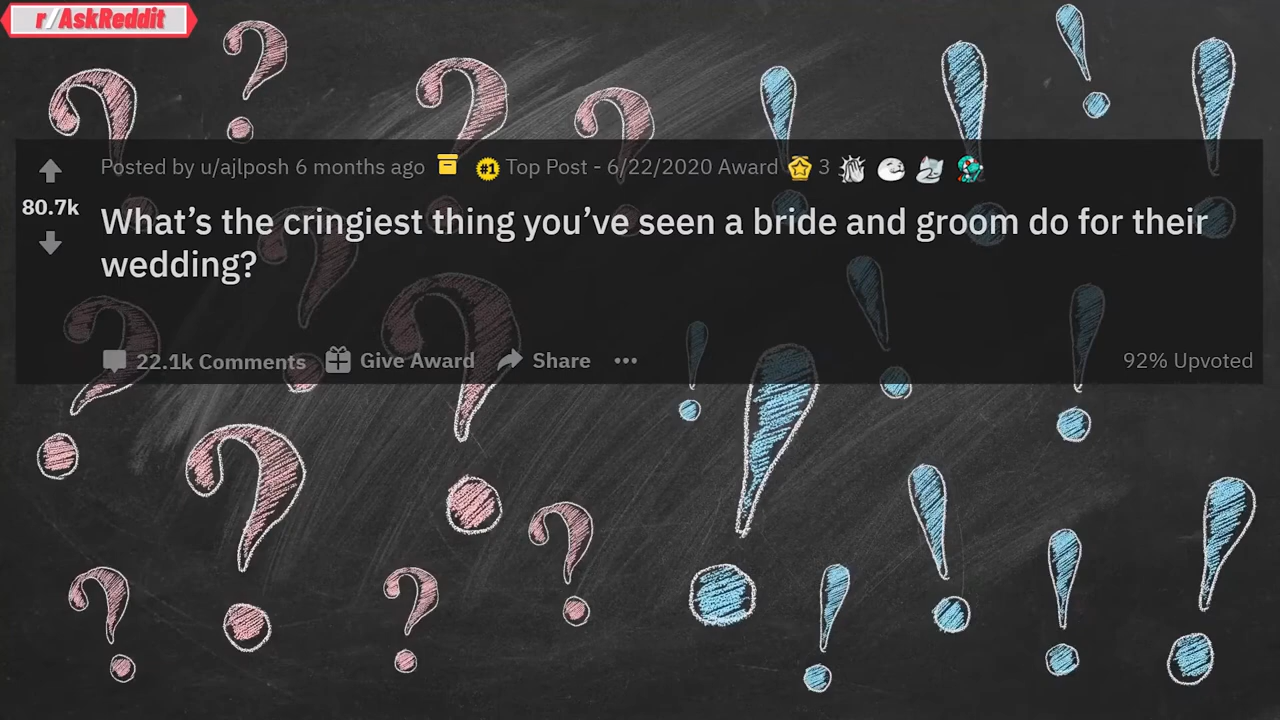 r/AskReddit
Posted by u/ajlposh 6 months ago #1 Top Post - 6/22/2020 Award 3
80.7k
What’s the cringiest thing you’ve seen a bride and groom do for their
wedding?
22.1k Comments Give Award Share ••• 92% Upvoted